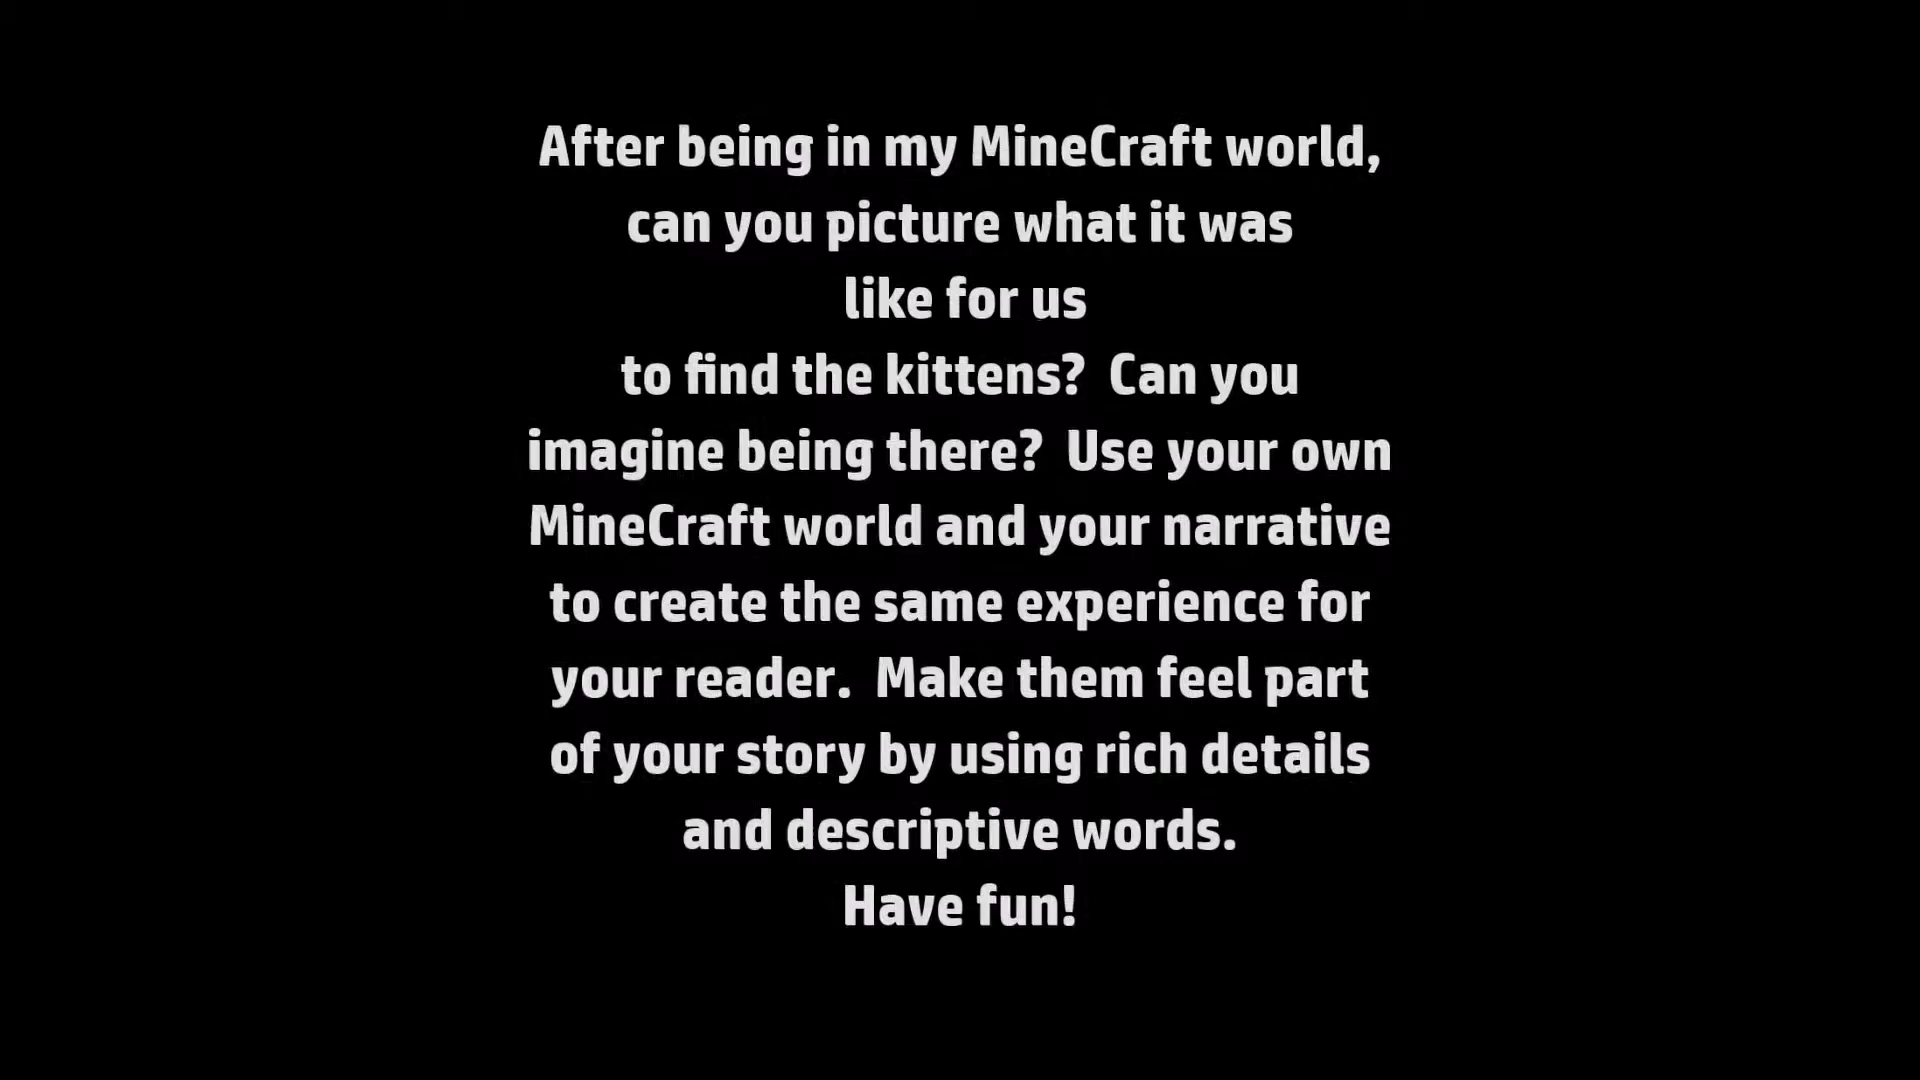 After being in my MineCraft world,
can you picture what it was
like for us
to find the kittens?  Can you
imagine being there?  Use your own
MineCraft world and your narrative
to create the same experience for
your reader.  Make them feel part
of your story by using rich details
and descriptive words.
Have fun!